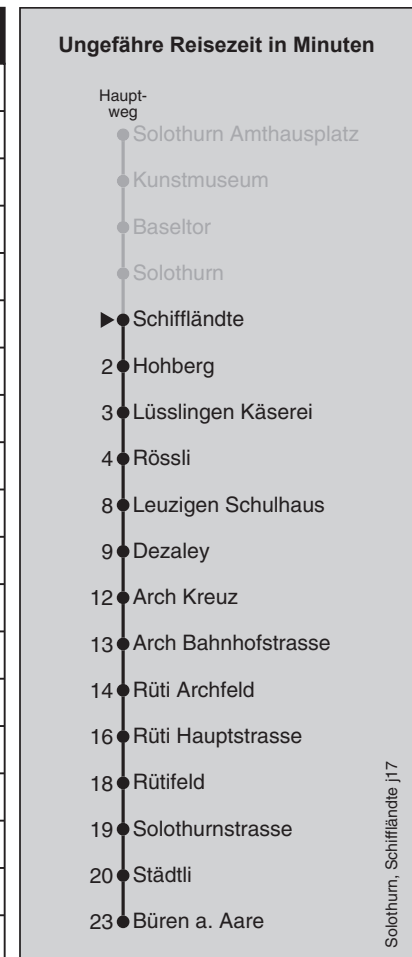 Ungefähre Reisezeit in Minuten
Haupt-
weg
Solothurn Amthausplatz
Kunstmuseum
Baseltor
Solothurn
Schiffländte
2 Hohberg
3 Lüsslingen Käserei
4 Rössli
8 Leuzigen Schulhaus
9 Dezaley
12 Arch Kreuz
13 Arch Bahnhofstrasse
14 Rüti Archfeld
16 Rüti Hauptstrasse
18 Rütifeld
19 Solothurnstrasse
20 Städtli
23 Büren a. Aare
Solothurn, Schiffländte j17